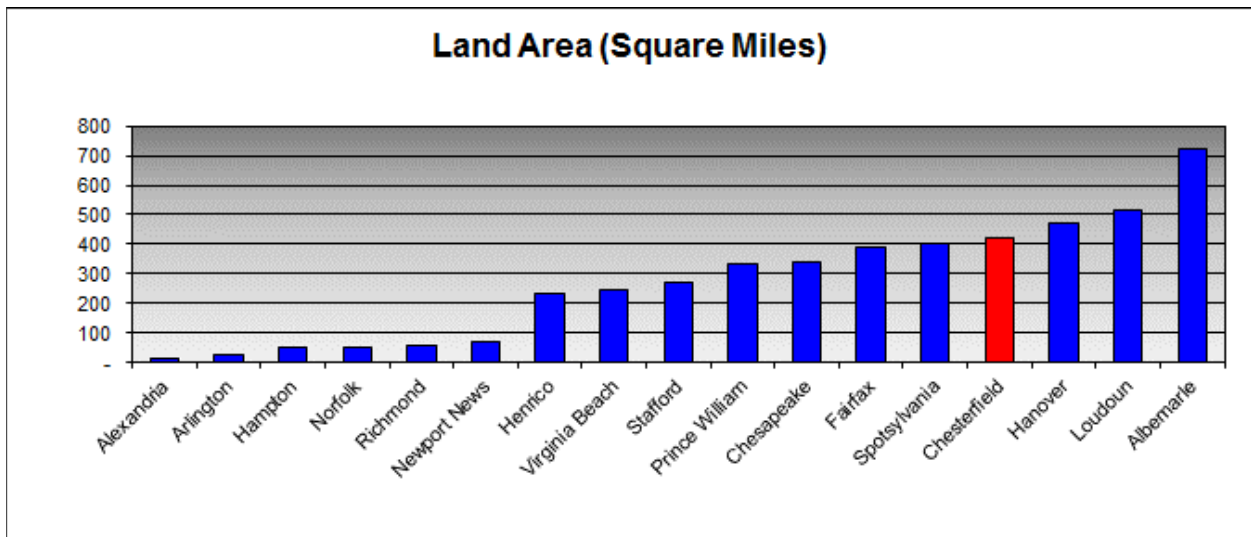 Land Area (Square Miles)
800
700
600
500
400
300
200
100
-
Alexandria
Arlington
Hampton
Norfolk
Richmond
Newport News
Henrico
Virginia Beach
Stafford
Prince William
Chesapeake
Fairfax
Spotsylvania
Chesterfield
Hanover
Loudoun
Albemarle